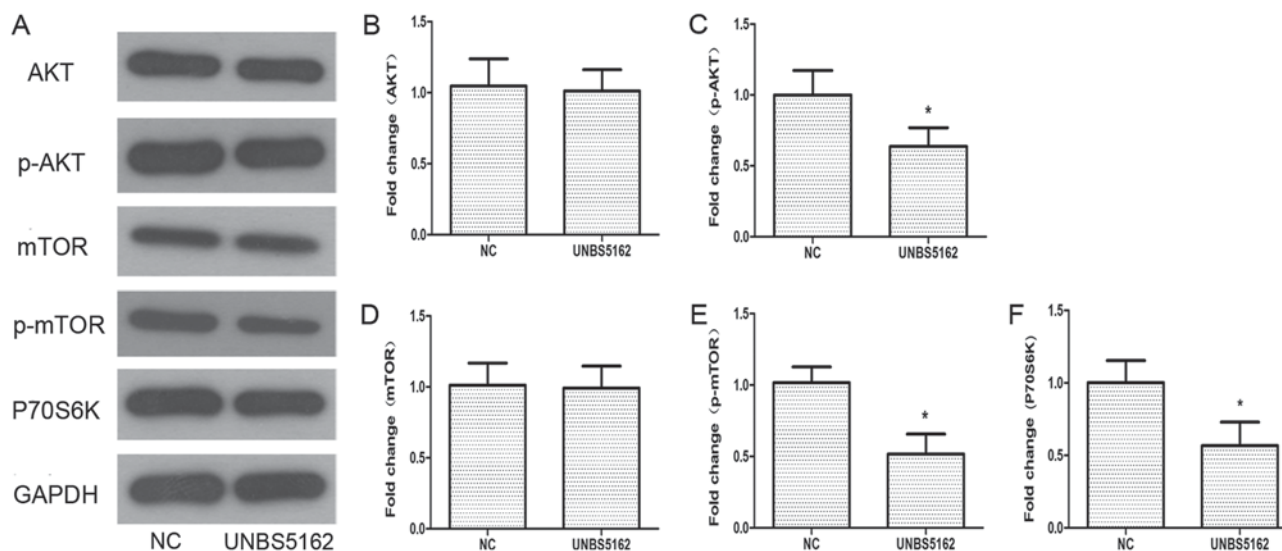 A
AKT
p-AKT
mTOR
p-mTOR
P70S6K
GAPDH
NC UNBS5162
B
Fold change (AKT)
1.5
1.0
0.5
0.0
NC UNBS5162
C
Fold change (p-AKT)
1.5
1.0
0.5
0.0
*
NC UNBS5162
D
Fold change (mTOR)
1.5
1.0
0.5
0.0
NC UNBS5162
E
Fold change (p-mTOR)
1.5
1.0
0.5
0.0
*
NC UNBS5162
F
Fold change (P70S6K)
1.5
1.0
0.5
0.0
*
NC UNBS5162